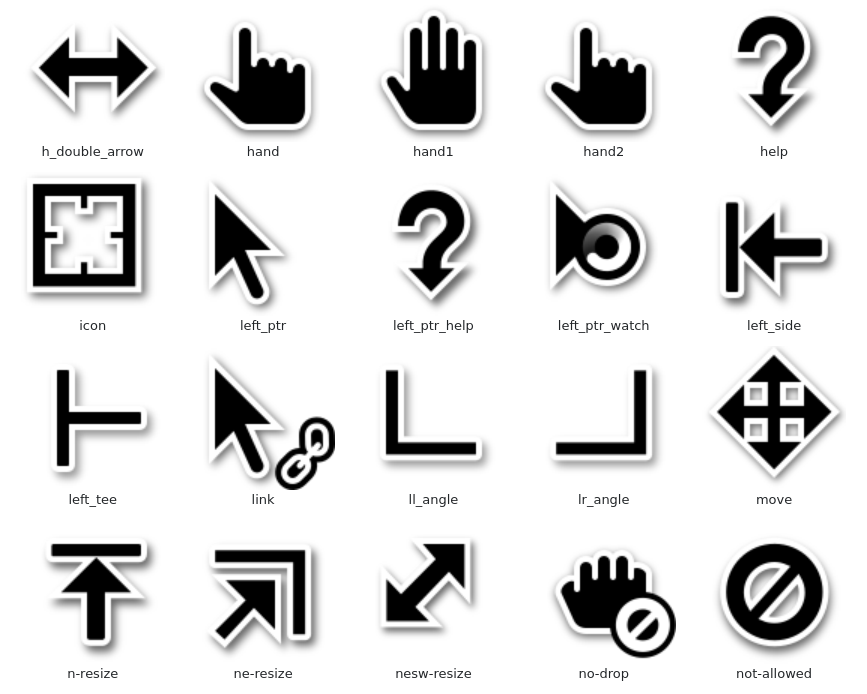 h_double_arrow hand hand1 hand2 help
icon left_ptr left_ptr_help left_ptr_watch left_side
left_tee link ll_angle lr_angle move
n-resize ne-resize nesw-resize no-drop not-allowed